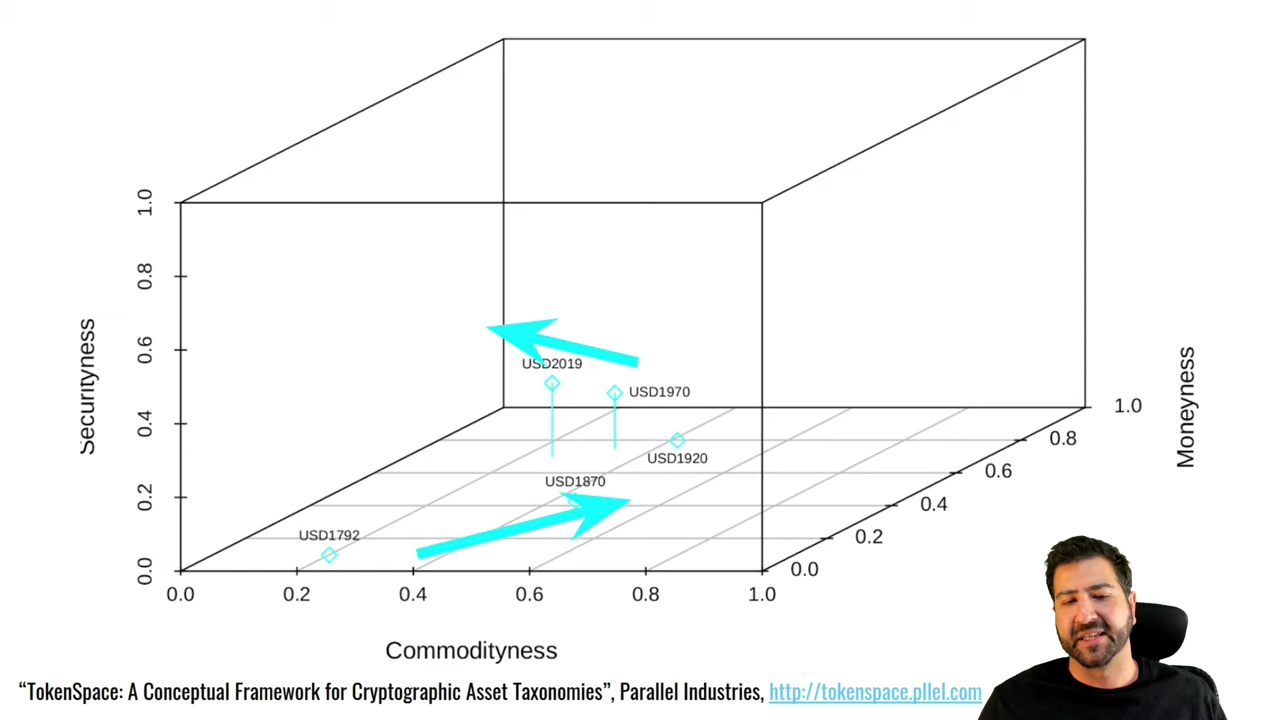 1.0
0.8
0.6
0.4
0.2
0.0
Securityness
USD2019
USD1970
USD1920
USD1870
USD1792
1.0
0.8
0.6
0.4
0.2
0.0
Moneyness
0.0 0.2 0.4 0.6 0.8 1.0
Commodityness
“TokenSpace: A Conceptual Framework for Cryptographic Asset Taxonomies”, Parallel Industries, http://tokenspace.pllel.com